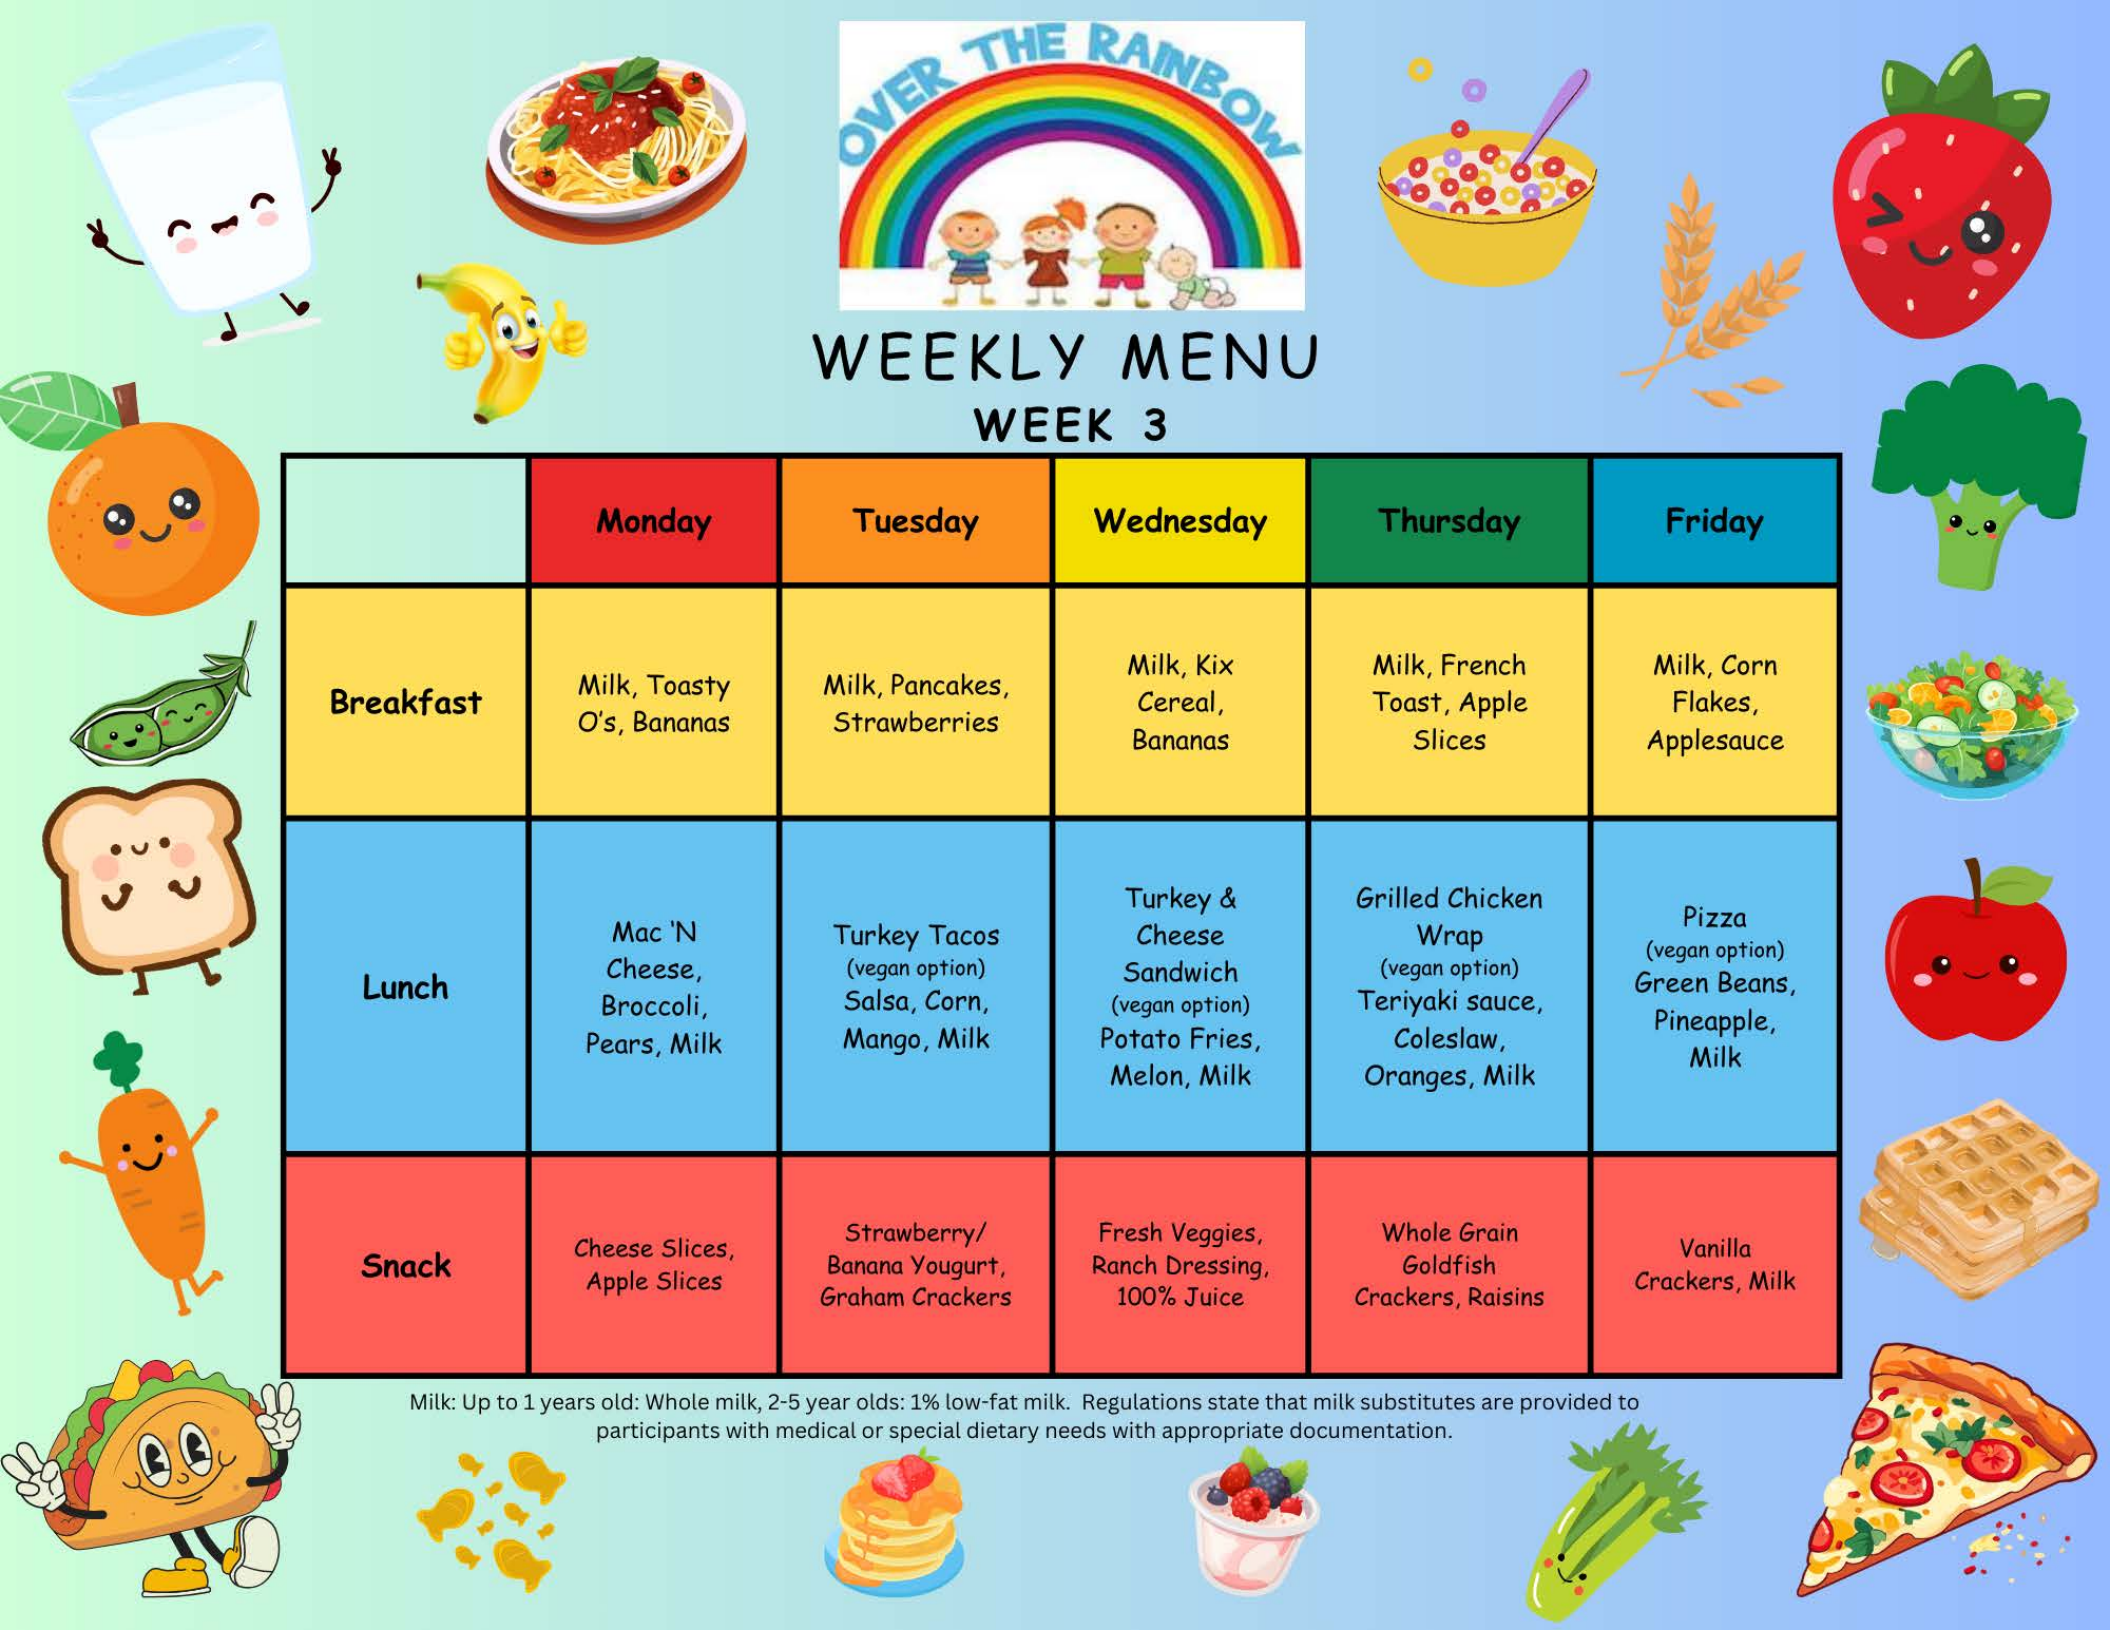 OVER THE RAINBOW
WEEKLY MENU
WEEK 3
Monday
Tuesday
Wednesday
Thursday
Friday
Breakfast
Milk, Toasty
O's, Bananas
Milk, Pancakes,
Strawberries
Milk, Kix
Cereal,
Bananas
Milk, French
Toast, Apple
Slices
Milk, Corn
Flakes,
Applesauce
Lunch
Mac 'N
Cheese,
Broccoli,
Pears, Milk
Turkey Tacos
(vegan option)
Salsa, Corn,
Mango, Milk
Turkey &
Cheese
Sandwich
(vegan option)
Potato Fries,
Melon, Milk
Grilled Chicken
Wrap
(vegan option)
Teriyaki sauce,
Coleslaw,
Oranges, Milk
Pizza
(vegan option)
Green Beans,
Pineapple,
Milk
Snack
Cheese Slices,
Apple Slices
Strawberry/
Banana Yougurt,
Graham Crackers
Fresh Veggies,
Ranch Dressing,
100% Juice
Whole Grain
Goldfish
Crackers, Raisins
Vanilla
Crackers, Milk
Milk: Up to 1 years old: Whole milk, 2-5 year olds: 1% low-fat milk. Regulations state that milk substitutes are provided to
participants with medical or special dietary needs with appropriate documentation.